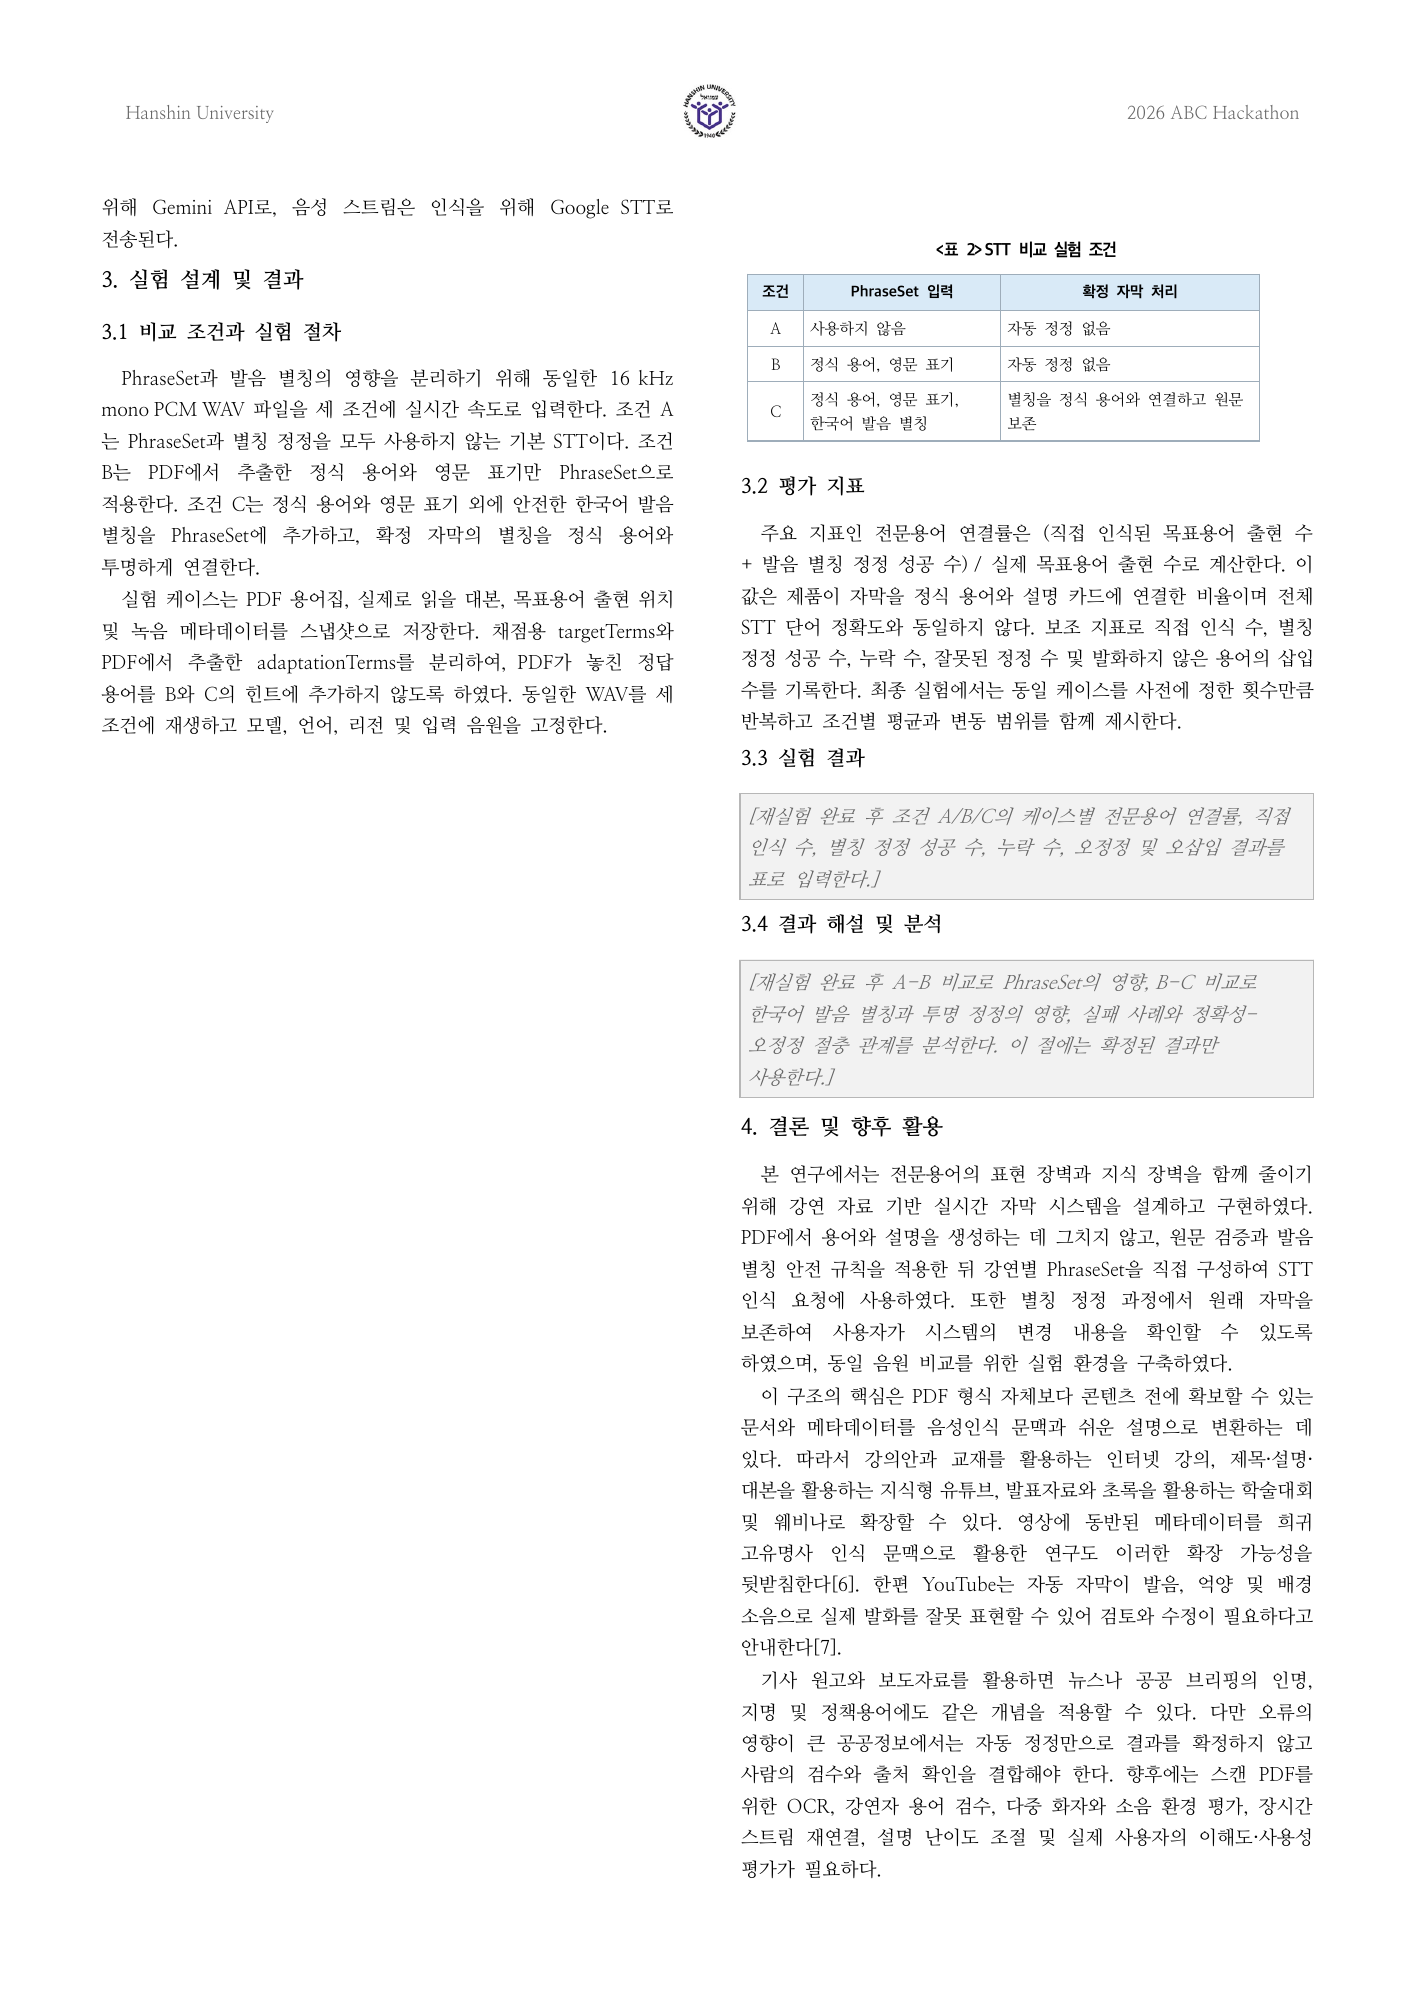 Hanshin University
HANSHIN UNIVERSITY
1940
2026 ABC Hackathon
위해 Gemini API로, 음성 스트림은 인식을 위해 Google STT로
전송된다.
3. 실험 설계 및 결과
3.1 비교 조건과 실험 절차
PhraseSet과 발음 별칭의 영향을 분리하기 위해 동일한 16 kHz
mono PCM WAV 파일을 세 조건에 실시간 속도로 입력한다. 조건 A
는 PhraseSet과 별칭 정정을 모두 사용하지 않는 기본 STT이다. 조건
B는 PDF에서 추출한 정식 용어와 영문 표기만 PhraseSet으로
적용한다. 조건 C는 정식 용어와 영문 표기 외에 안전한 한국어 발음
별칭을 PhraseSet에 추가하고, 확정 자막의 별칭을 정식 용어와
투명하게 연결한다.
실험 케이스는 PDF 용어집, 실제로 읽을 대본, 목표용어 출현 위치
및 녹음 메타데이터를 스냅샷으로 저장한다. 채점용 targetTerms와
PDF에서 추출한 adaptationTerms를 분리하여, PDF가 놓친 정답
용어를 B와 C의 힌트에 추가하지 않도록 하였다. 동일한 WAV를 세
조건에 재생하고 모델, 언어, 리전 및 입력 음원을 고정한다.
<표 2> STT 비교 실험 조건
조건 PhraseSet 입력 확정 자막 처리
A 사용하지 않음 자동 정정 없음
B 정식 용어, 영문 표기 자동 정정 없음
C 정식 용어, 영문 표기, 한국어 발음 별칭 별칭을 정식 용어와 연결하고 원문 보존
3.2 평가 지표
주요 지표인 전문용어 연결률은 (직접 인식된 목표용어 출현 수
+ 발음 별칭 정정 성공 수) / 실제 목표용어 출현 수로 계산한다. 이
값은 제품이 자막을 정식 용어와 설명 카드에 연결한 비율이며 전체
STT 단어 정확도와 동일하지 않다. 보조 지표로 직접 인식 수, 별칭
정정 성공 수, 누락 수, 잘못된 정정 수 및 발화하지 않은 용어의 삽입
수를 기록한다. 최종 실험에서는 동일 케이스를 사전에 정한 횟수만큼
반복하고 조건별 평균과 변동 범위를 함께 제시한다.
3.3 실험 결과
[재실험 완료 후 조건 A/B/C의 케이스별 전문용어 연결률, 직접
인식 수, 별칭 정정 성공 수, 누락 수, 오정정 및 오삽입 결과를
표로 입력한다.]
3.4 결과 해설 및 분석
[재실험 완료 후 A-B 비교로 PhraseSet의 영향, B-C 비교로
한국어 발음 별칭과 투명 정정의 영향, 실패 사례와 정확성-
오정정 절충 관계를 분석한다. 이 절에는 확정된 결과만
사용한다.]
4. 결론 및 향후 활용
본 연구에서는 전문용어의 표현 장벽과 지식 장벽을 함께 줄이기
위해 강연 자료 기반 실시간 자막 시스템을 설계하고 구현하였다.
PDF에서 용어와 설명을 생성하는 데 그치지 않고, 원문 검증과 발음
별칭 안전 규칙을 적용한 뒤 강연별 PhraseSet을 직접 구성하여 STT
인식 요청에 사용하였다. 또한 별칭 정정 과정에서 원래 자막을
보존하여 사용자가 시스템의 변경 내용을 확인할 수 있도록
하였으며, 동일 음원 비교를 위한 실험 환경을 구축하였다.
이 구조의 핵심은 PDF 형식 자체보다 콘텐츠 전에 확보할 수 있는
문서와 메타데이터를 음성인식 문맥과 쉬운 설명으로 변환하는 데
있다. 따라서 강의안과 교재를 활용하는 인터넷 강의, 제목·설명·
대본을 활용하는 지식형 유튜브, 발표자료와 초록을 활용하는 학술대회
및 웨비나로 확장할 수 있다. 영상에 동반된 메타데이터를 희귀
고유명사 인식 문맥으로 활용한 연구도 이러한 확장 가능성을
뒷받침한다[6]. 한편 YouTube는 자동 자막이 발음, 억양 및 배경
소음으로 실제 발화를 잘못 표현할 수 있어 검토와 수정이 필요하다고
안내한다[7].
기사 원고와 보도자료를 활용하면 뉴스나 공공 브리핑의 인명,
지명 및 정책용어에도 같은 개념을 적용할 수 있다. 다만 오류의
영향이 큰 공공정보에서는 자동 정정만으로 결과를 확정하지 않고
사람의 검수와 출처 확인을 결합해야 한다. 향후에는 스캔 PDF를
위한 OCR, 강연자 용어 검수, 다중 화자와 소음 환경 평가, 장시간
스트림 재연결, 설명 난이도 조절 및 실제 사용자의 이해도·사용성
평가가 필요하다.